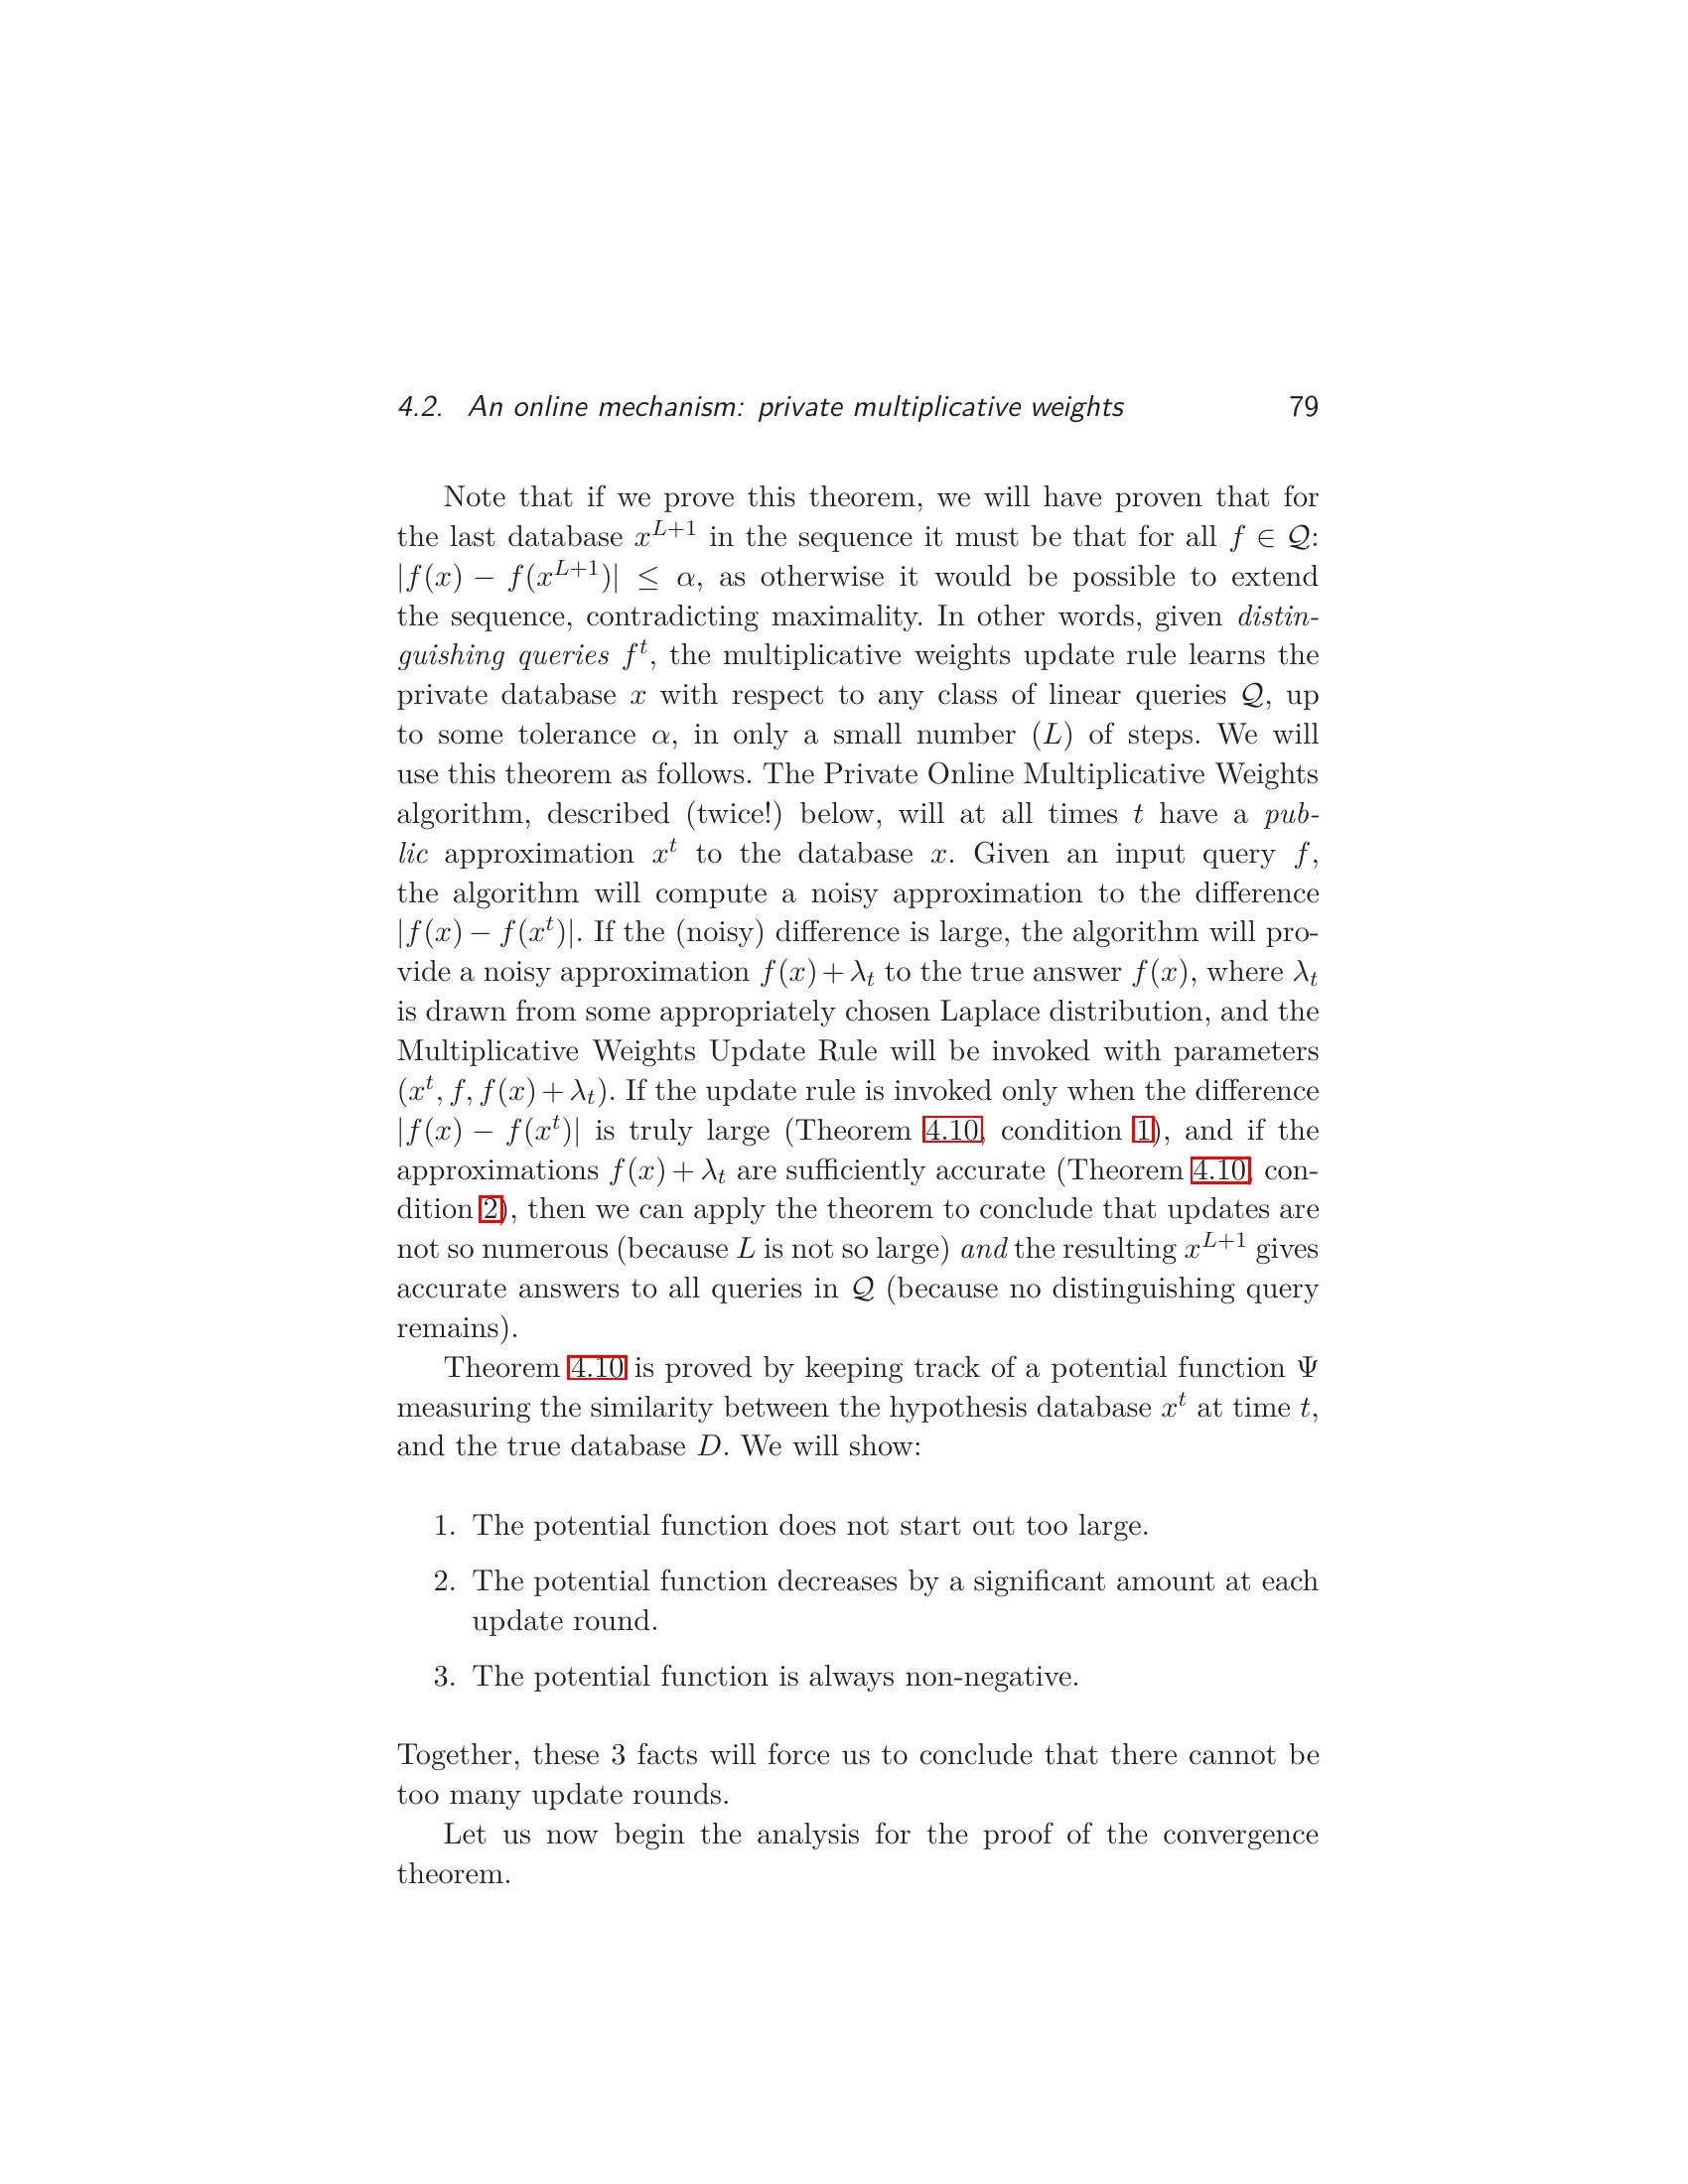 4.2. An online mechanism: private multiplicative weights 79
Note that if we prove this theorem, we will have proven that for
the last database $x^{L+1}$ in the sequence it must be that for all $f \in \mathcal{Q}$:
$|f(x) - f(x^{L+1})| \leq \alpha$, as otherwise it would be possible to extend
the sequence, contradicting maximality. In other words, given distin-
guishing queries $f^t$, the multiplicative weights update rule learns the
private database $x$ with respect to any class of linear queries $\mathcal{Q}$, up
to some tolerance $\alpha$, in only a small number ($L$) of steps. We will
use this theorem as follows. The Private Online Multiplicative Weights
algorithm, described (twice!) below, will at all times $t$ have a pub-
lic approximation $x^t$ to the database $x$. Given an input query $f$,
the algorithm will compute a noisy approximation to the difference
$|f(x) - f(x^t)|$. If the (noisy) difference is large, the algorithm will pro-
vide a noisy approximation $f(x) + \lambda_t$ to the true answer $f(x)$, where $\lambda_t$
is drawn from some appropriately chosen Laplace distribution, and the
Multiplicative Weights Update Rule will be invoked with parameters
$(x^t, f, f(x) + \lambda_t)$. If the update rule is invoked only when the difference
$|f(x) - f(x^t)|$ is truly large (Theorem 4.10, condition 1), and if the
approximations $f(x) + \lambda_t$ are sufficiently accurate (Theorem 4.10, con-
dition 2), then we can apply the theorem to conclude that updates are
not so numerous (because $L$ is not so large) and the resulting $x^{L+1}$ gives
accurate answers to all queries in $\mathcal{Q}$ (because no distinguishing query
remains).
Theorem 4.10 is proved by keeping track of a potential function $\Psi$
measuring the similarity between the hypothesis database $x^t$ at time $t$,
and the true database $D$. We will show:
1. The potential function does not start out too large.
2. The potential function decreases by a significant amount at each
update round.
3. The potential function is always non-negative.
Together, these 3 facts will force us to conclude that there cannot be
too many update rounds.
Let us now begin the analysis for the proof of the convergence
theorem.